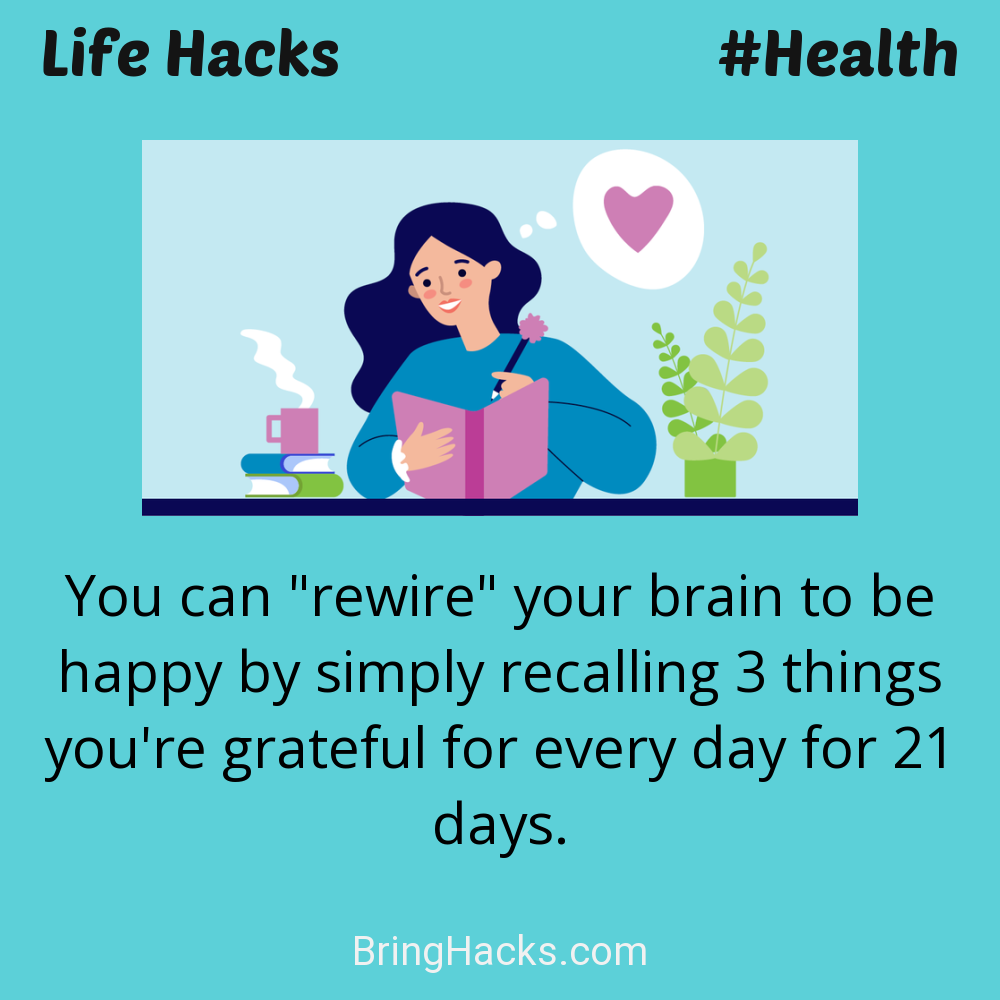 Life Hacks
#Health
You can "rewire" your brain to be
happy by simply recalling 3 things
you're grateful for every day for 21
days.
BringHacks.com